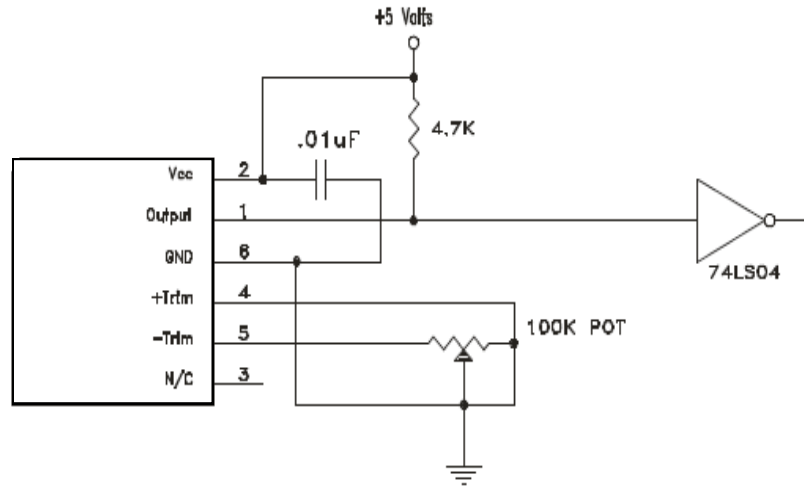 +5 Volts
4.7K
.01uF
Vcc 2
Output 1
GND 6
+Trim 4
-Trim 5
N/C 3
74LS04
100K POT